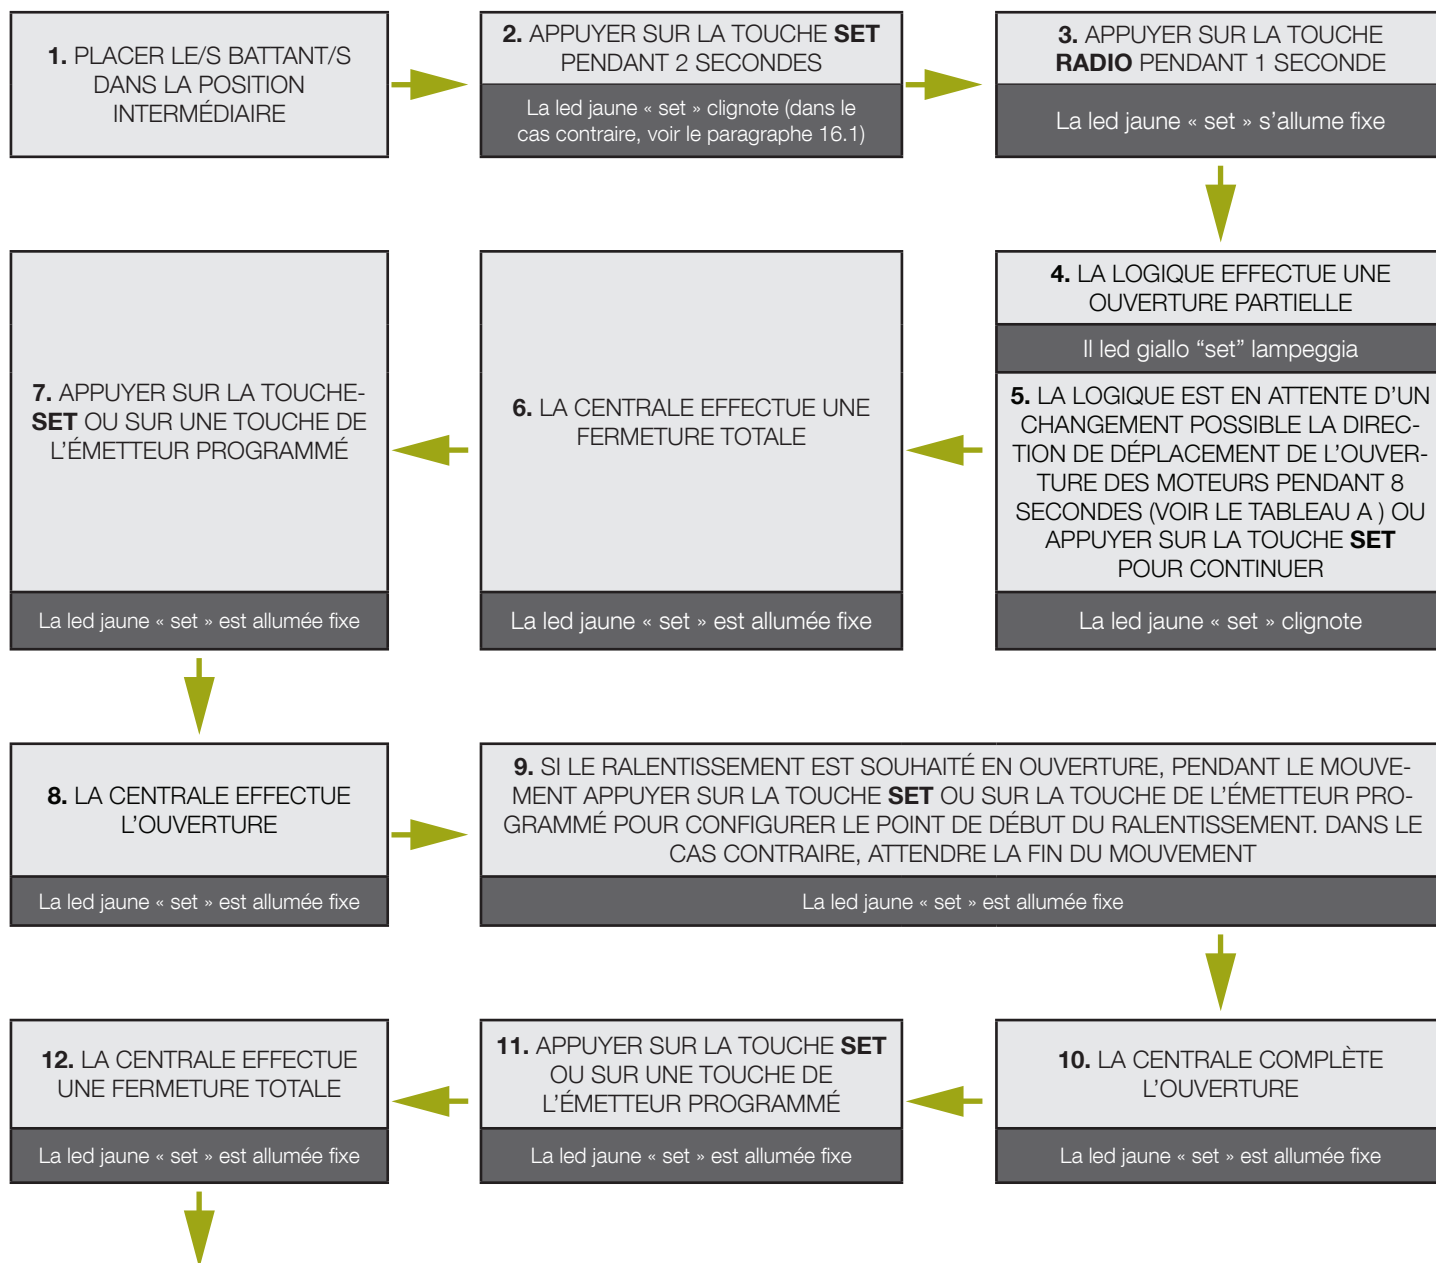 1. PLACER LE/S BATTANT/S
DANS LA POSITION
INTERMÉDIAIRE
2. APPUYER SUR LA TOUCHE SET
PENDANT 2 SECONDES
La led jaune « set » clignote (dans le
cas contraire, voir le paragraphe 16.1)
3. APPUYER SUR LA TOUCHE
RADIO PENDANT 1 SECONDE
La led jaune « set » s’allume fixe
4. LA LOGIQUE EFFECTUE UNE
OUVERTURE PARTIELLE
Il led giallo “set” lampeggia
5. LA LOGIQUE EST EN ATTENTE D’UN
CHANGEMENT POSSIBLE LA DIREC-
TION DE DÉPLACEMENT DE L’OUVER-
TURE DES MOTEURS PENDANT 8
SECONDES (VOIR LE TABLEAU A ) OU
APPUYER SUR LA TOUCHE SET
POUR CONTINUER
La led jaune « set » clignote
6. LA CENTRALE EFFECTUE UNE
FERMETURE TOTALE
La led jaune « set » est allumée fixe
7. APPUYER SUR LA TOUCHE-
SET OU SUR UNE TOUCHE DE
L’ÉMETTEUR PROGRAMMÉ
La led jaune « set » est allumée fixe
8. LA CENTRALE EFFECTUE
L’OUVERTURE
La led jaune « set » est allumée fixe
9. SI LE RALENTISSEMENT EST SOUHAITÉ EN OUVERTURE, PENDANT LE MOUVE-
MENT APPUYER SUR LA TOUCHE SET OU SUR LA TOUCHE DE L’ÉMETTEUR PRO-
GRAMMÉ POUR CONFIGURER LE POINT DE DÉBUT DU RALENTISSEMENT. DANS LE
CAS CONTRAIRE, ATTENDRE LA FIN DU MOUVEMENT
La led jaune « set » est allumée fixe
10. LA CENTRALE COMPLÈTE
L’OUVERTURE
La led jaune « set » est allumée fixe
11. APPUYER SUR LA TOUCHE SET
OU SUR UNE TOUCHE DE
L’ÉMETTEUR PROGRAMMÉ
La led jaune « set » est allumée fixe
12. LA CENTRALE EFFECTUE
UNE FERMETURE TOTALE
La led jaune « set » est allumée fixe